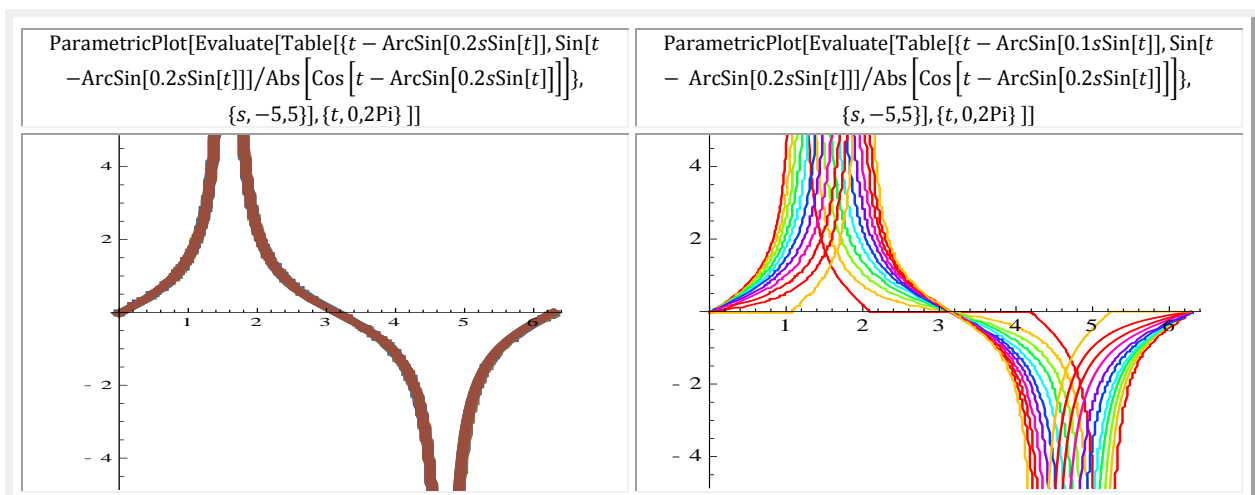 ParametricPlot[Evaluate[Table[{t − ArcSin[0.2sSin[t]], Sin[t
−ArcSin[0.2sSin[t]]]/Abs [Cos [t − ArcSin[0.2sSin[t]]]]},
{s, −5,5}], {t, 0,2Pi} ]]
ParametricPlot[Evaluate[Table[{t − ArcSin[0.1sSin[t]], Sin[t
− ArcSin[0.2sSin[t]]]/Abs [Cos [t − ArcSin[0.2sSin[t]]]]},
{s, −5,5}], {t, 0,2Pi} ]]
4
2
1 2 3 4 5 6
− 2
− 4
4
2
1 2 3 4 5 6
− 2
− 4